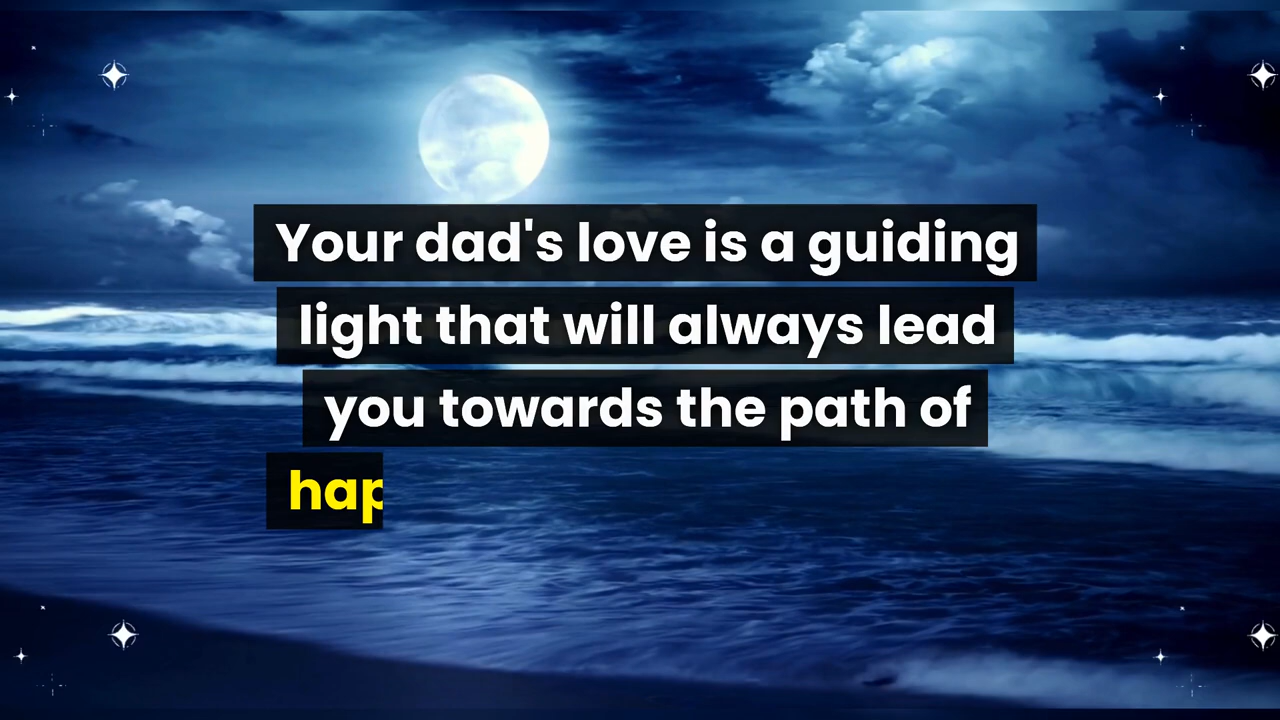 Your dad's love is a guiding
light that will always lead
you towards the path of
hap